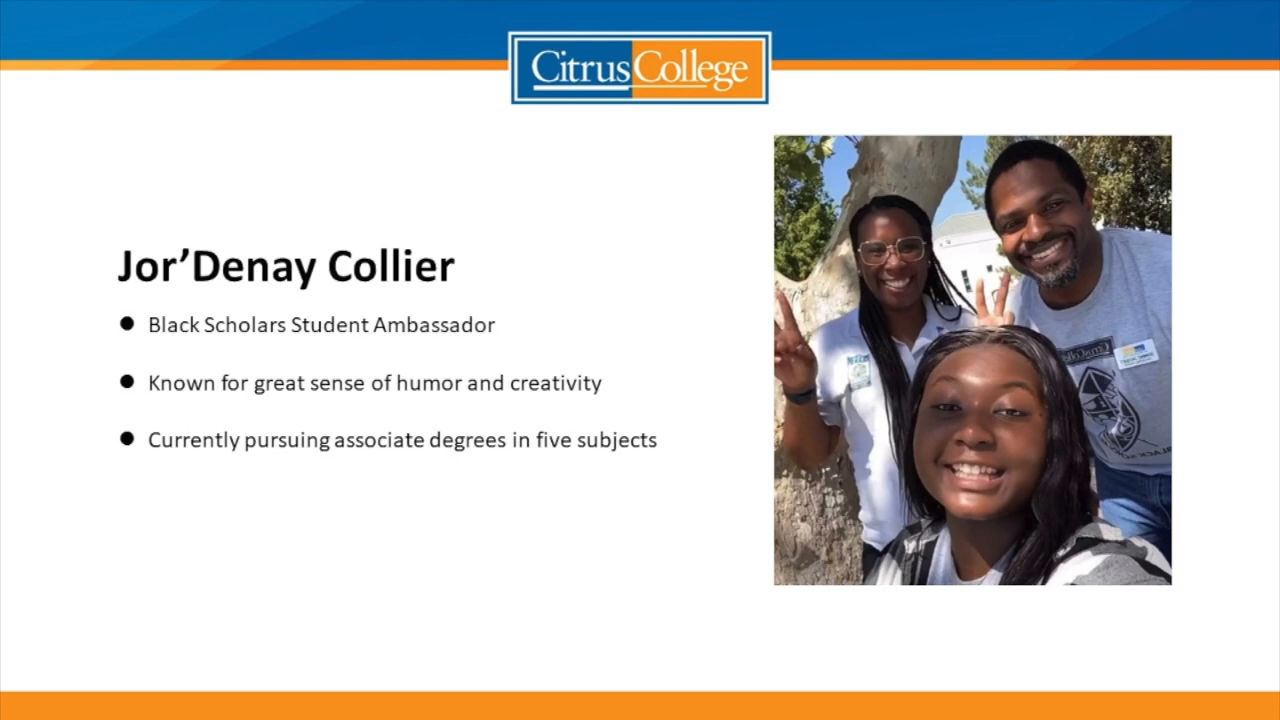 Citrus College
Jor’Denay Collier
● Black Scholars Student Ambassador
● Known for great sense of humor and creativity
● Currently pursuing associate degrees in five subjects